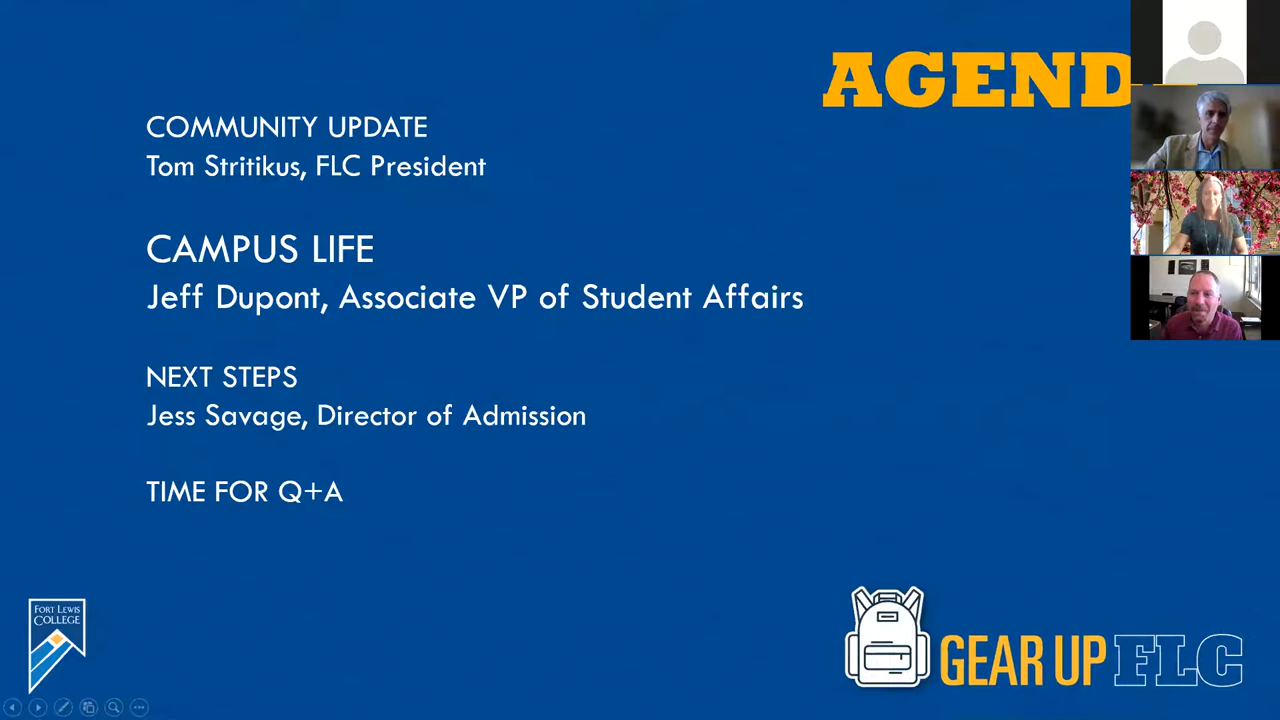 AGEND
COMMUNITY UPDATE
Tom Stritikus, FLC President
CAMPUS LIFE
Jeff Dupont, Associate VP of Student Affairs
NEXT STEPS
Jess Savage, Director of Admission
TIME FOR Q+A
FORT LEWIS
COLLEGE
GEAR UP FLC